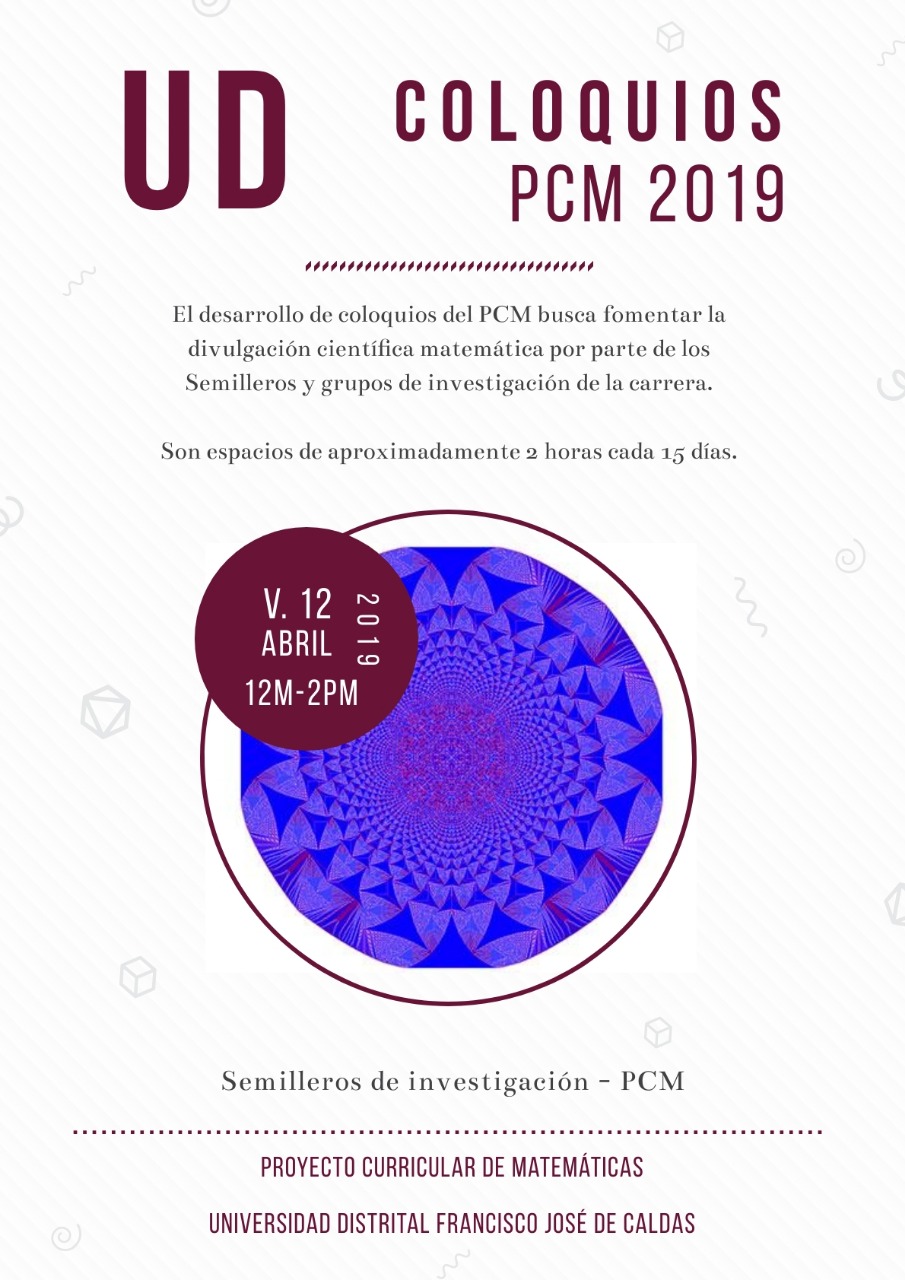 UD
COLOQUIOS
PCM 2019
El desarrollo de coloquios del PCM busca fomentar la
divulgación científica matemática por parte de los
Semilleros y grupos de investigación de la carrera.
Son espacios de aproximadamente 2 horas cada 15 días.
V. 12
ABRIL
2019
12M-2PM
Semilleros de investigación - PCM
PROYECTO CURRICULAR DE MATEMÁTICAS
UNIVERSIDAD DISTRITAL FRANCISCO JOSÉ DE CALDAS